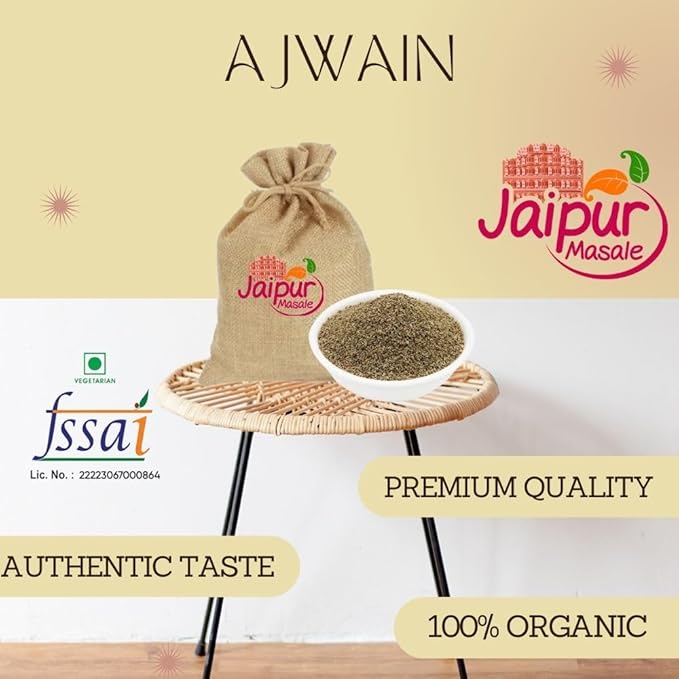 AJWAIN
Jaipur
Masale
Jaipur
Masale
VEGETARIAN
fssai
Lic. No. : 22223067000864
PREMIUM QUALITY
AUTHENTIC TASTE
100% ORGANIC